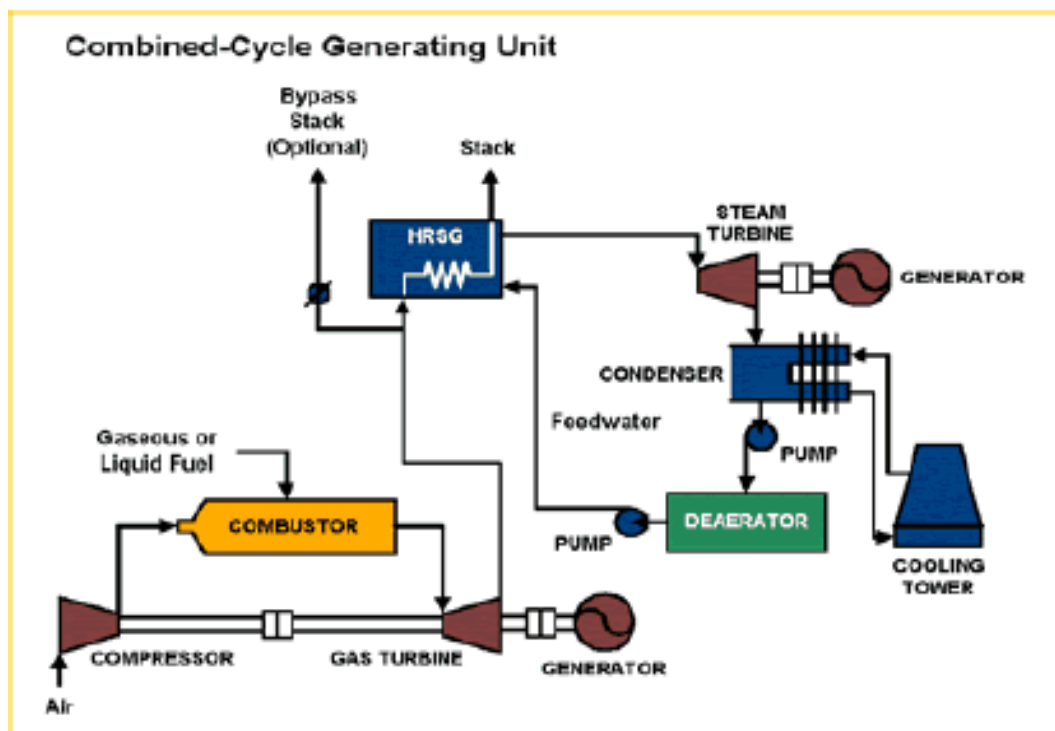 Combined-Cycle Generating Unit
Bypass
Stack
(Optional)
Stack
HRSG
STEAM
TURBINE
GENERATOR
CONDENSER
Feedwater
PUMP
Gaseous or
Liquid Fuel
COMBUSTOR
PUMP
DEAERATOR
COOLING
TOWER
COMPRESSOR
GAS TURBINE
GENERATOR
Air